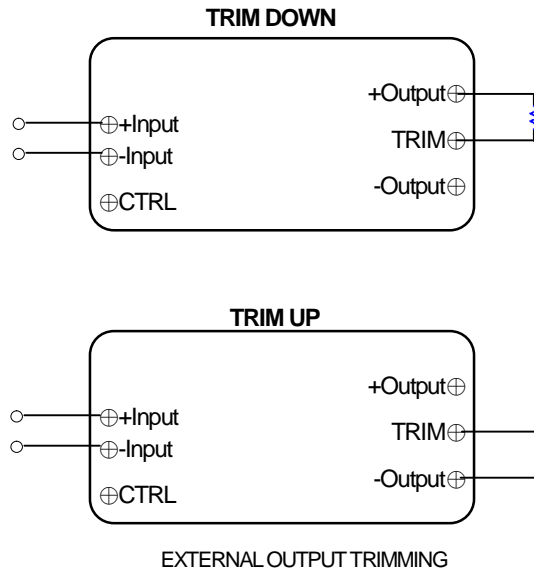 TRIM DOWN
+Output
+Input
TRIM
-Input
-Output
CTRL
TRIM UP
+Output
+Input
TRIM
-Input
-Output
CTRL
EXTERNAL OUTPUT TRIMMING